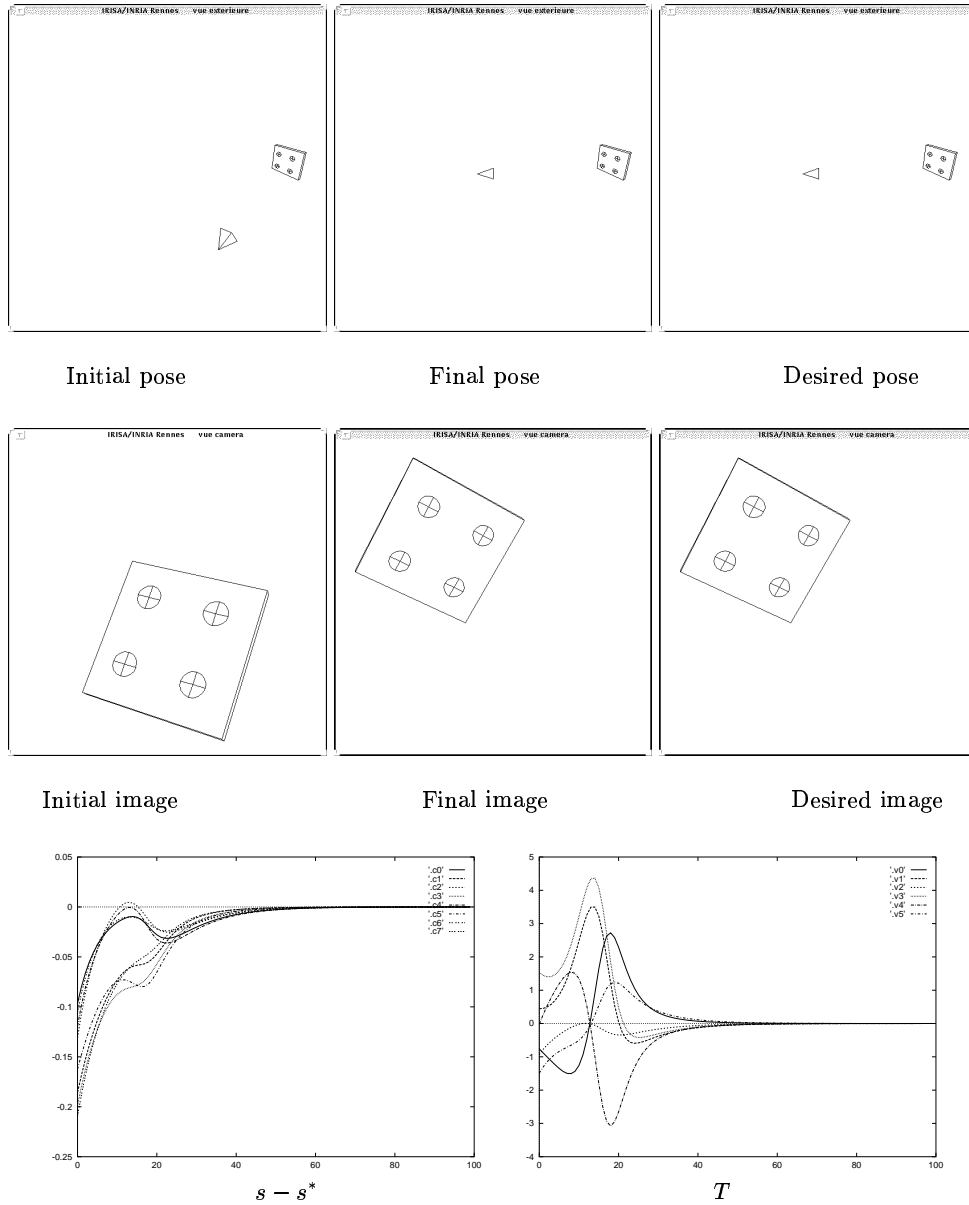 IRISA/INRIA Rennes vue exterieure IRISA/INRIA Rennes vue exterieure IRISA/INRIA Rennes vue exterieure
Initial pose Final pose Desired pose
IRISA/INRIA Rennes vue camera IRISA/INRIA Rennes vue camera IRISA/INRIA Rennes vue camera
Initial image Final image Desired image
0.05
0
-0.05
-0.1
-0.15
-0.2
-0.25
0 20 40 60 80 100
'.c0'
'.c1'
'.c2'
'.c3'
'.c4'
'.c5'
'.c6'
'.c7'
s − s*
5
4
3
2
1
0
-1
-2
-3
-4
0 20 40 60 80 100
'.v0'
'.v1'
'.v2'
'.v3'
'.v4'
'.v5'
T